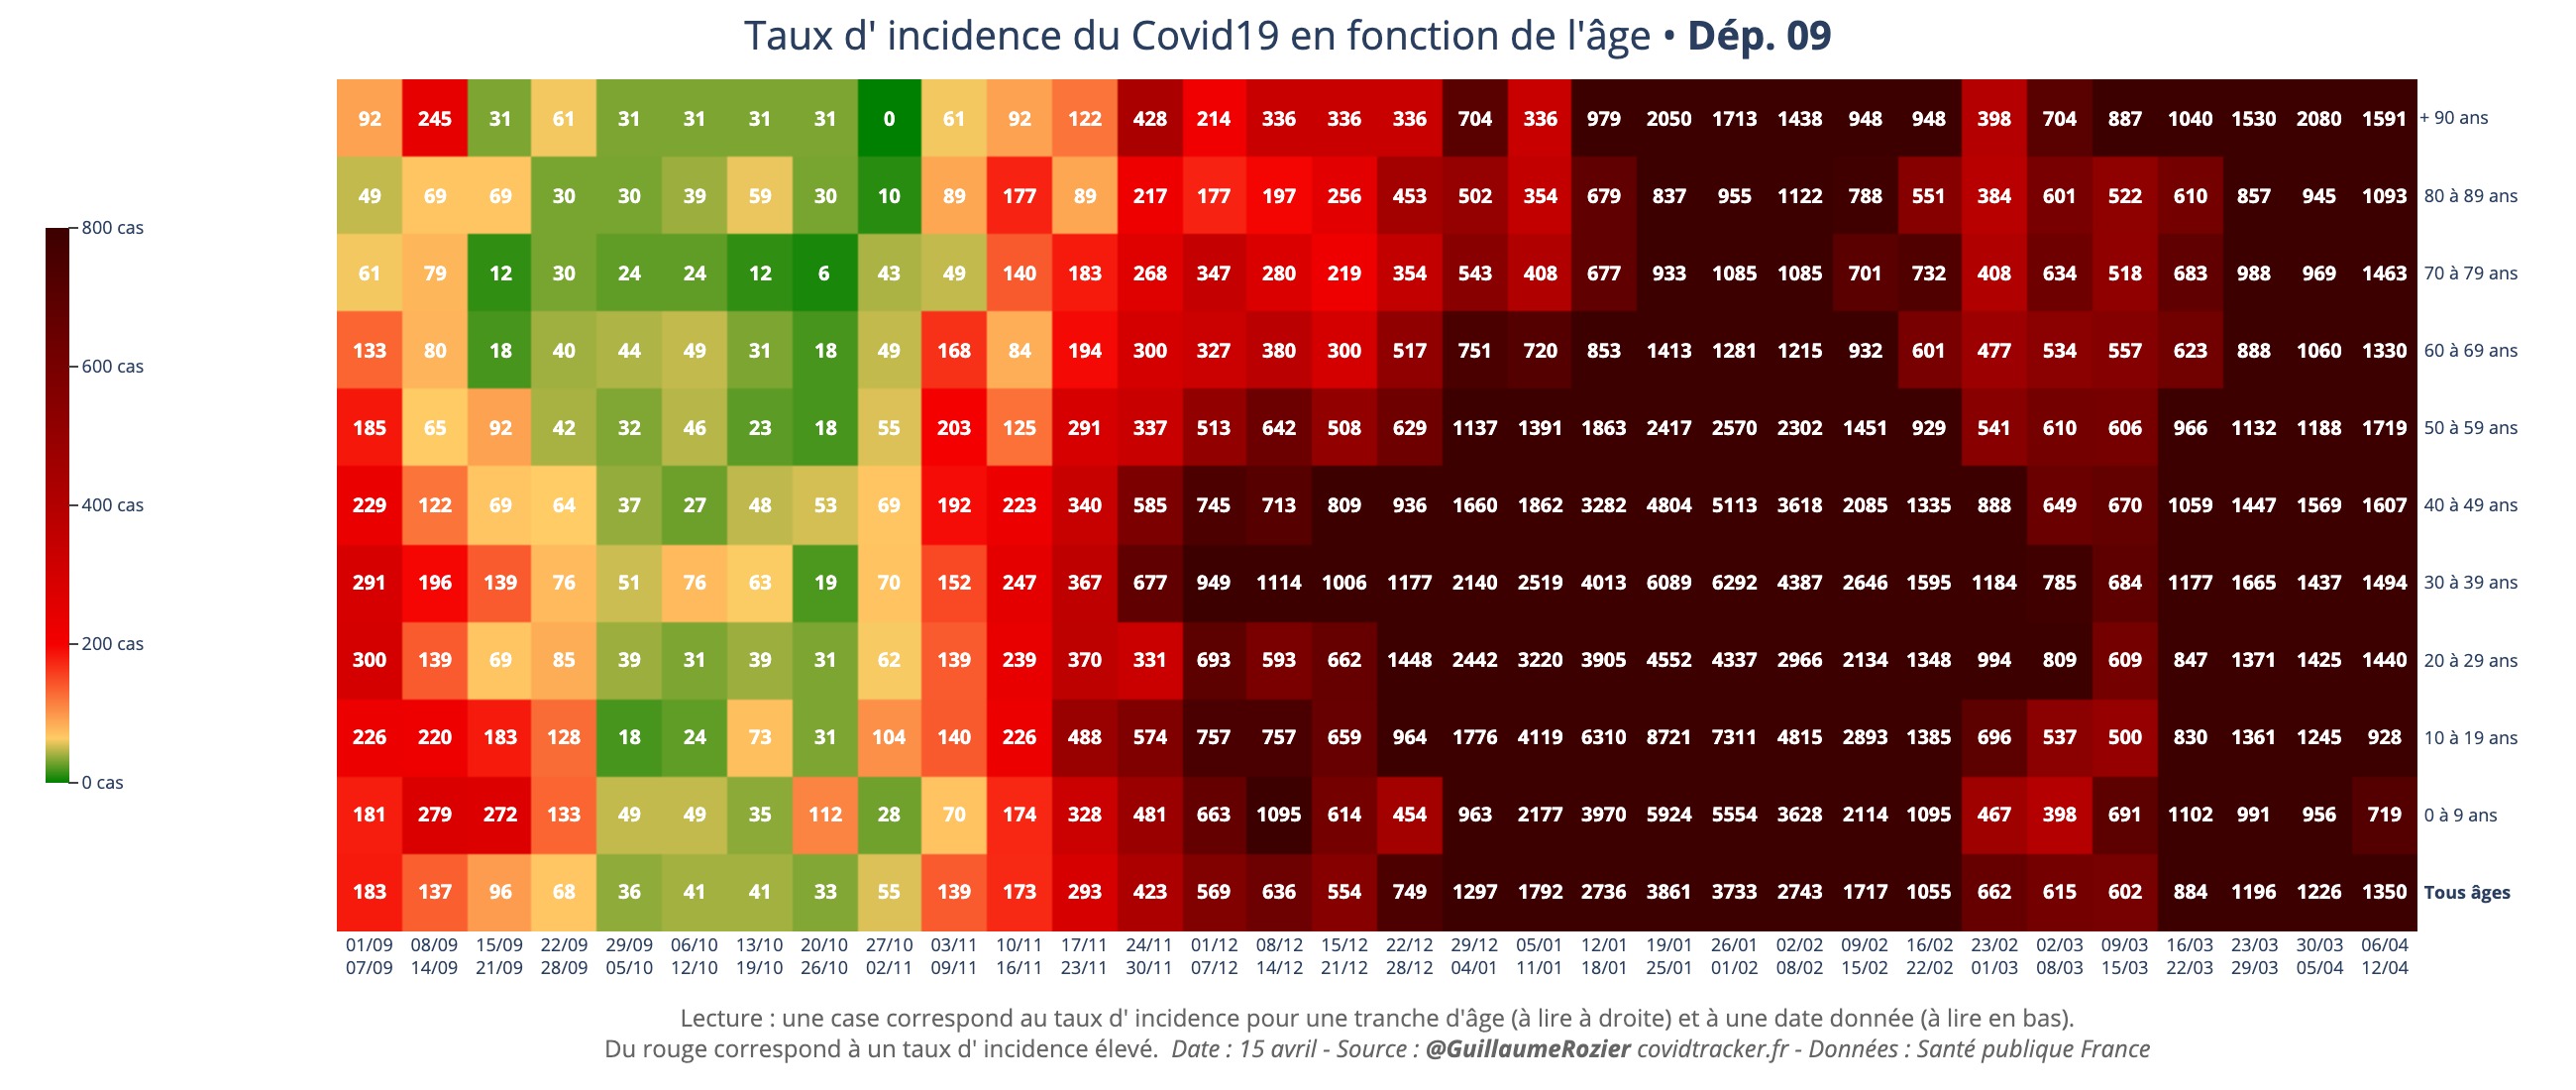 Taux d' incidence du Covid19 en fonction de l'âge • Dép. 09
800 cas
600 cas
400 cas
200 cas
0 cas
92 245 31 61 31 31 31 31 0 61 92 122 428 214 336 336 336 704 336 979 2050 1713 1438 948 948 398 704 887 1040 1530 2080 1591 + 90 ans
49 69 69 30 30 39 59 30 10 89 177 89 217 177 197 256 453 502 354 679 837 955 1122 788 551 384 601 522 610 857 945 1093 80 à 89 ans
61 79 12 30 24 24 12 6 43 49 140 183 268 347 280 219 354 543 408 677 933 1085 1085 701 732 408 634 518 683 988 969 1463 70 à 79 ans
133 80 18 40 44 49 31 18 49 168 84 194 300 327 380 300 517 751 720 853 1413 1281 1215 932 601 477 534 557 623 888 1060 1330 60 à 69 ans
185 65 92 42 32 46 23 18 55 203 125 291 337 513 642 508 629 1137 1391 1863 2417 2570 2302 1451 929 541 610 606 966 1132 1188 1719 50 à 59 ans
229 122 69 64 37 27 48 53 69 192 223 340 585 745 713 809 936 1660 1862 3282 4804 5113 3618 2085 1335 888 649 670 1059 1447 1569 1607 40 à 49 ans
291 196 139 76 51 76 63 19 70 152 247 367 677 949 1114 1006 1177 2140 2519 4013 6089 6292 4387 2646 1595 1184 785 684 1177 1665 1437 1494 30 à 39 ans
300 139 69 85 39 31 39 31 62 139 239 370 331 693 593 662 1448 2442 3220 3905 4552 4337 2966 2134 1348 994 809 609 847 1371 1425 1440 20 à 29 ans
226 220 183 128 18 24 73 31 104 140 226 488 574 757 757 659 964 1776 4119 6310 8721 7311 4815 2893 1385 696 537 500 830 1361 1245 928 10 à 19 ans
181 279 272 133 49 49 35 112 28 70 174 328 481 663 1095 614 454 963 2177 3970 5924 5554 3628 2114 1095 467 398 691 1102 991 956 719 0 à 9 ans
183 137 96 68 36 41 41 33 55 139 173 293 423 569 636 554 749 1297 1792 2736 3861 3733 2743 1717 1055 662 615 602 884 1196 1226 1350 Tous âges
01/09 08/09 15/09 22/09 29/09 06/10 13/10 20/10 27/10 03/11 10/11 17/11 24/11 01/12 08/12 15/12 22/12 29/12 05/01 12/01 19/01 26/01 02/02 09/02 16/02 23/02 02/03 09/03 16/03 23/03 30/03 06/04
07/09 14/09 21/09 28/09 05/10 12/10 19/10 26/10 02/11 09/11 16/11 23/11 30/11 07/12 14/12 21/12 28/12 04/01 11/01 18/01 25/01 01/02 08/02 15/02 22/02 01/03 08/03 15/03 22/03 29/03 05/04 12/04
Lecture : une case correspond au taux d' incidence pour une tranche d'âge (à lire à droite) et à une date donnée (à lire en bas).
Du rouge correspond à un taux d' incidence élevé. Date : 15 avril - Source : @GuillaumeRozier covidtracker.fr - Données : Santé publique France